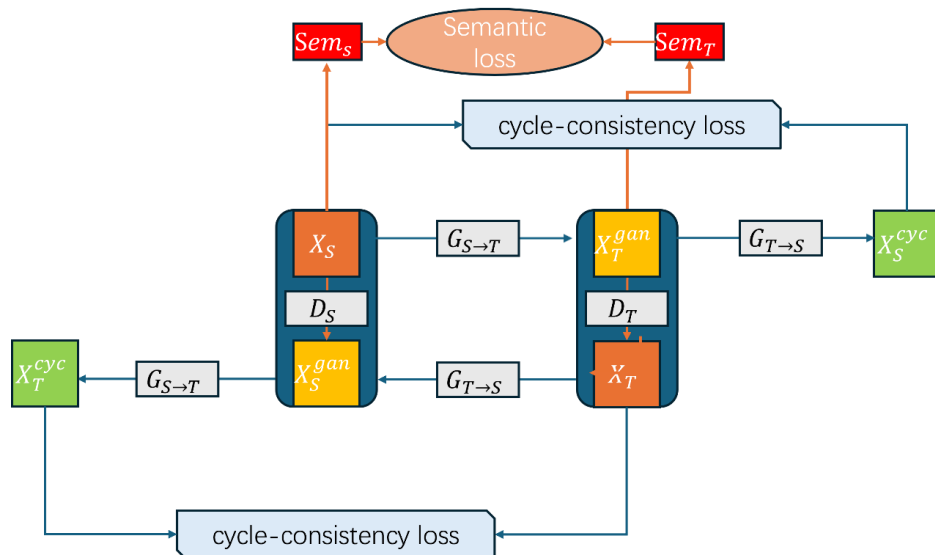 Sem_s
Semantic
loss
Sem_T
cycle-consistency loss
X_S
G_{S→T}
X_T^{gan}
G_{T→S}
X_S^{cyc}
D_S
D_T
X_T^{cyc}
G_{S→T}
X_S^{gan}
G_{T→S}
X_T
cycle-consistency loss